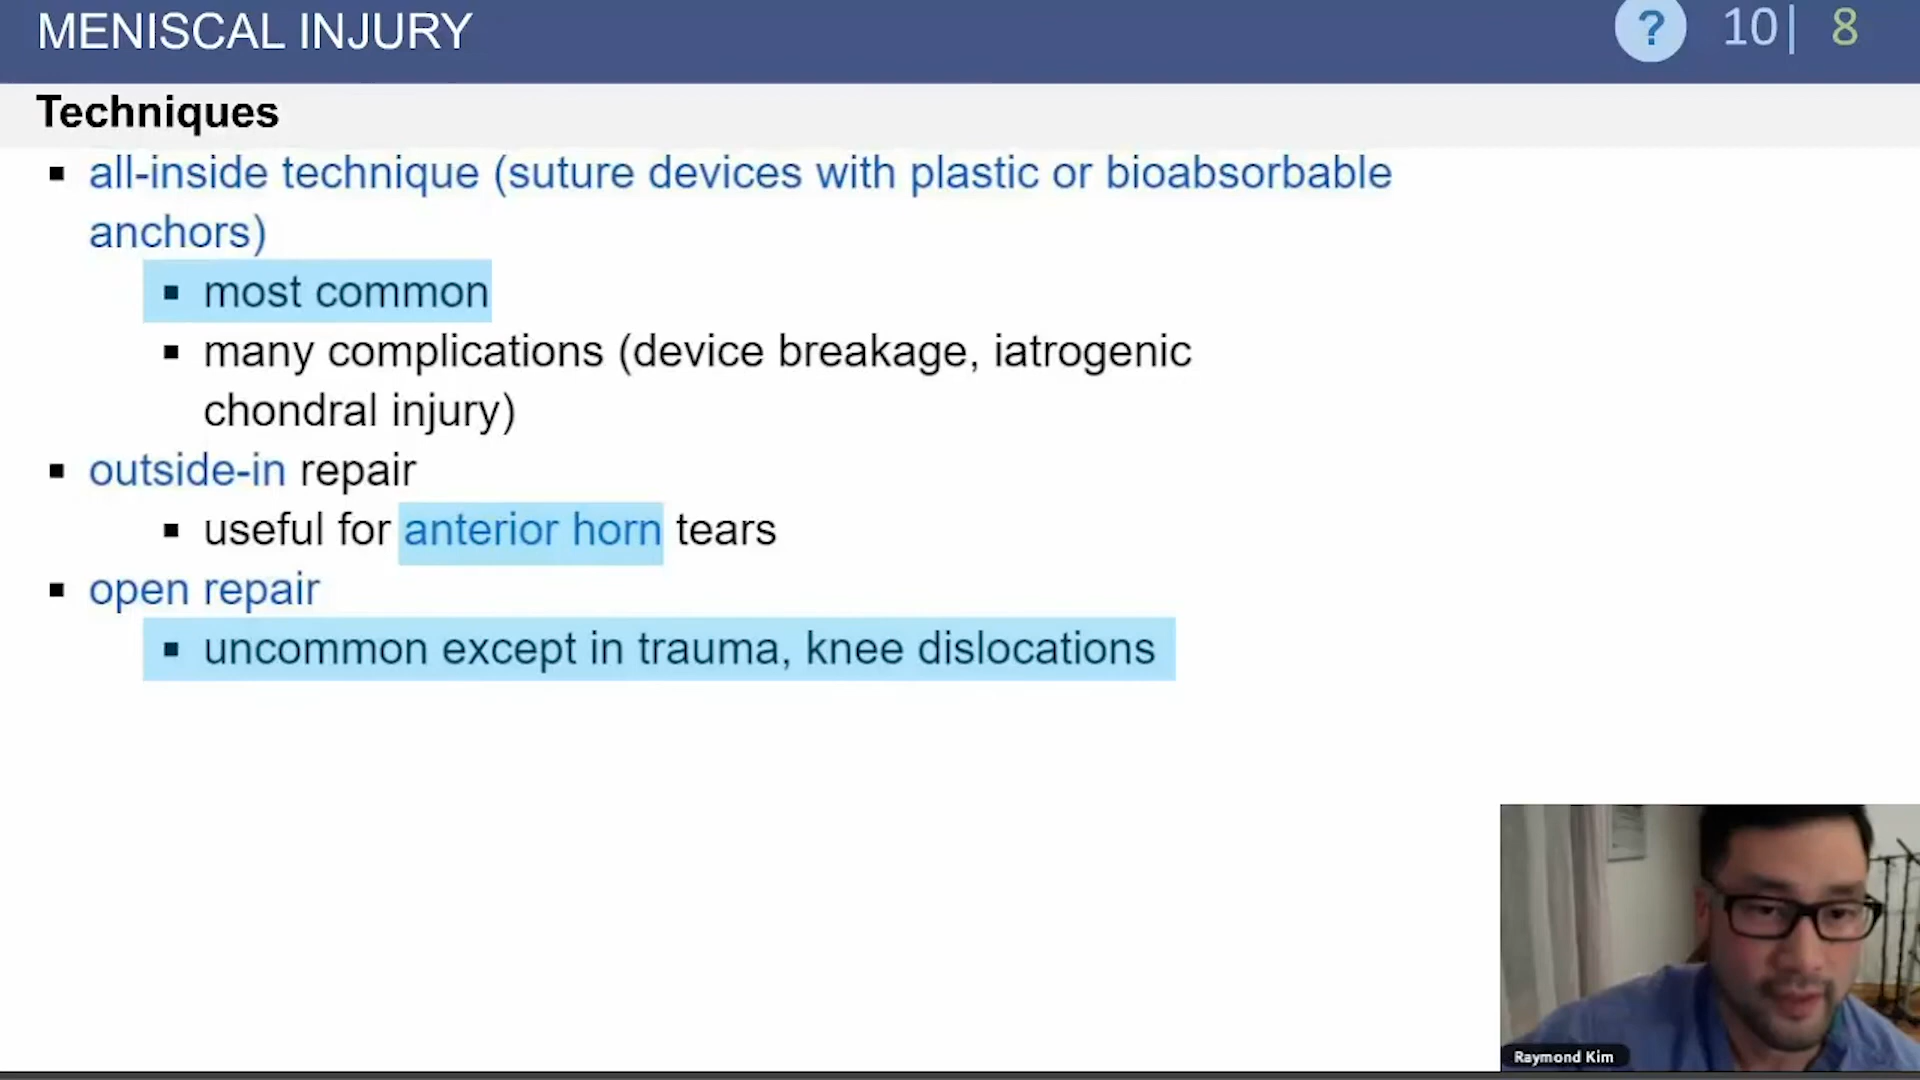 MENISCAL INJURY
? 10| 8
Techniques
▪ all-inside technique (suture devices with plastic or bioabsorbable
anchors)
▪ most common
▪ many complications (device breakage, iatrogenic
chondral injury)
▪ outside-in repair
▪ useful for anterior horn tears
▪ open repair
▪ uncommon except in trauma, knee dislocations
Raymond Kim